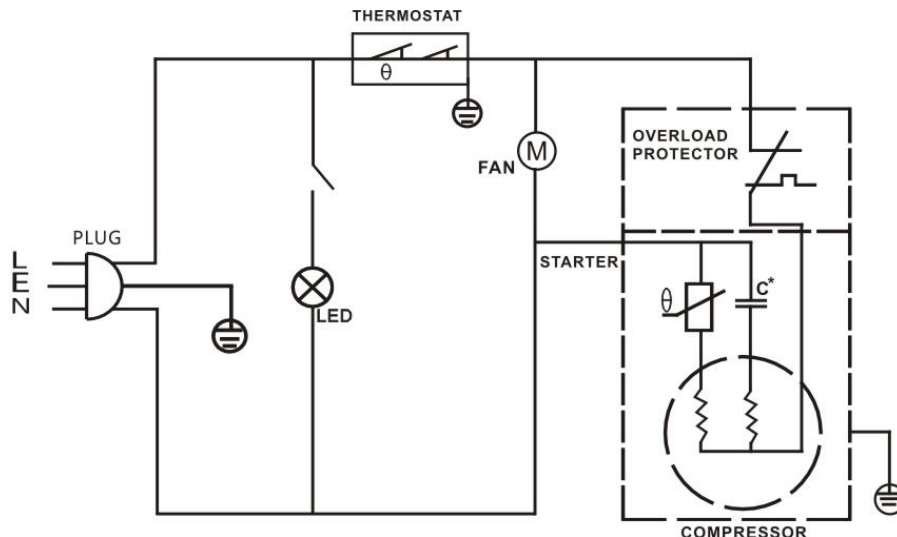 THERMOSTAT
θ
OVERLOAD
PROTECTOR
M
FAN
PLUG
L
E
N
STARTER
θ
C*
LED
COMPRESSOR